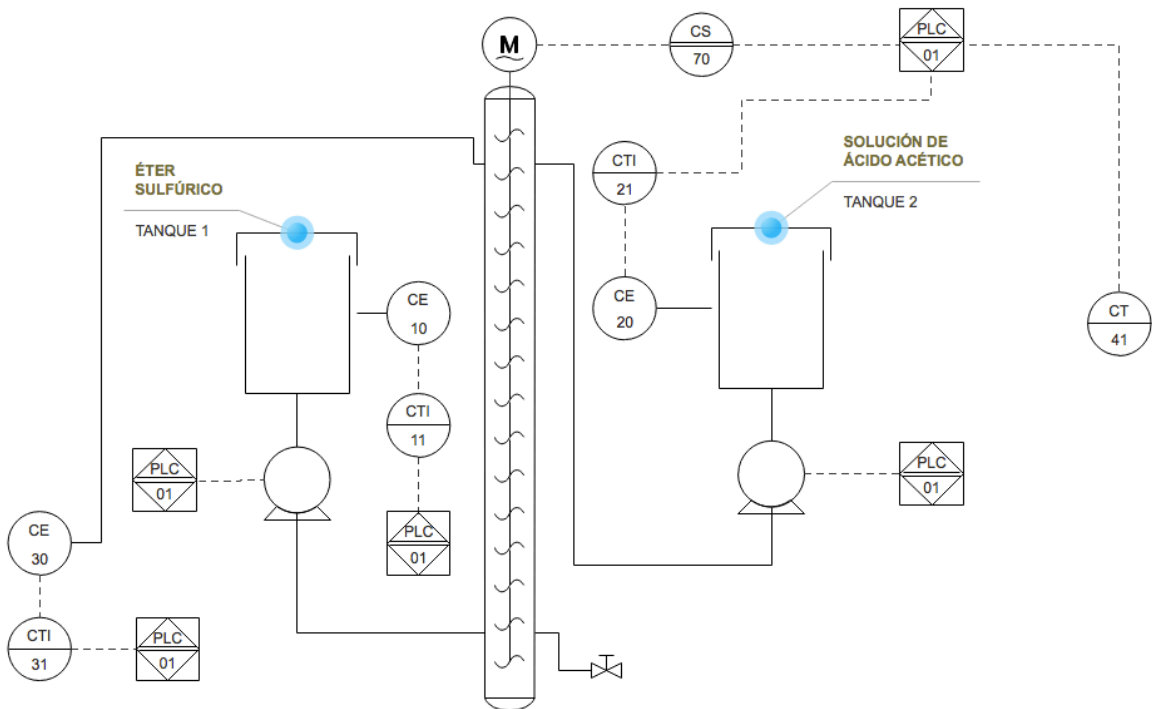 M
CS
70
PLC
01
ÉTER
SULFÚRICO
TANQUE 1
CTI
21
SOLUCIÓN DE
ÁCIDO ACÉTICO
TANQUE 2
CE
10
CE
20
CT
41
CTI
11
PLC
01
PLC
01
PLC
01
CE
30
CTI
31
PLC
01